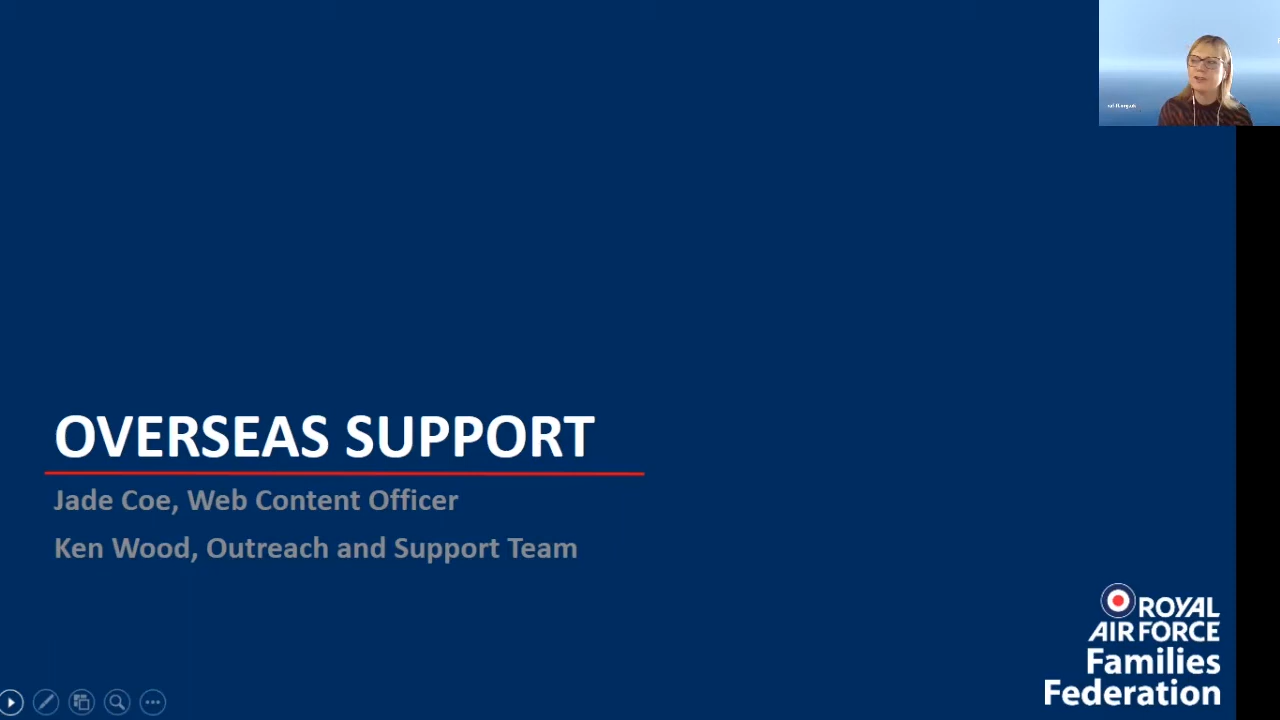 OVERSEAS SUPPORT
Jade Coe, Web Content Officer
Ken Wood, Outreach and Support Team
ROYAL
AIR FORCE
Families
Federation